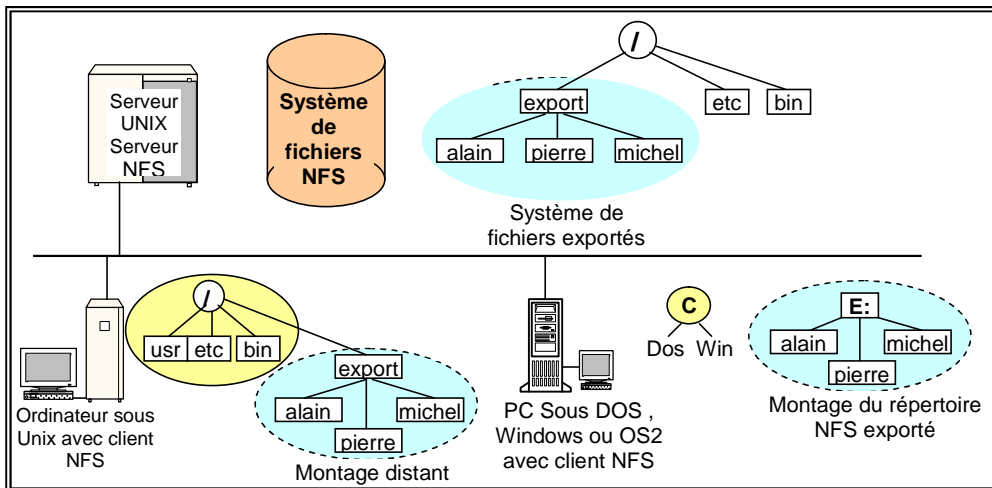 /
Serveur
UNIX
Serveur
NFS
Système
de
fichiers
NFS
export
etc
bin
alain
pierre
michel
Système de
fichiers exportés
/
usr
etc
bin
export
alain
michel
pierre
Ordinateur sous
Unix avec client
NFS
Montage distant
PC Sous DOS ,
Windows ou OS2
avec client NFS
C
Dos Win
E:
alain
michel
pierre
Montage du répertoire
NFS exporté